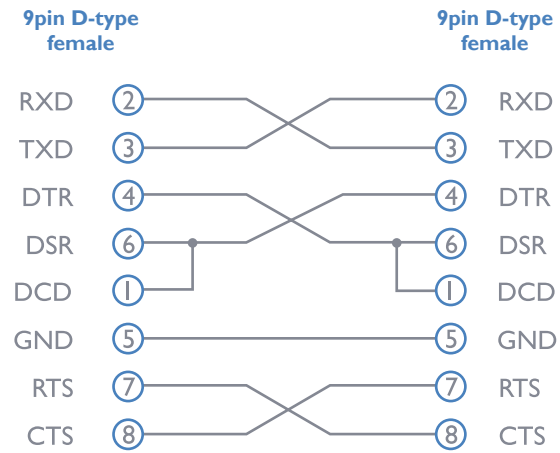 9pin D-type 9pin D-type
female female
RXD 2 2 RXD
TXD 3 3 TXD
DTR 4 4 DTR
DSR 6 6 DSR
DCD 1 1 DCD
GND 5 5 GND
RTS 7 7 RTS
CTS 8 8 CTS